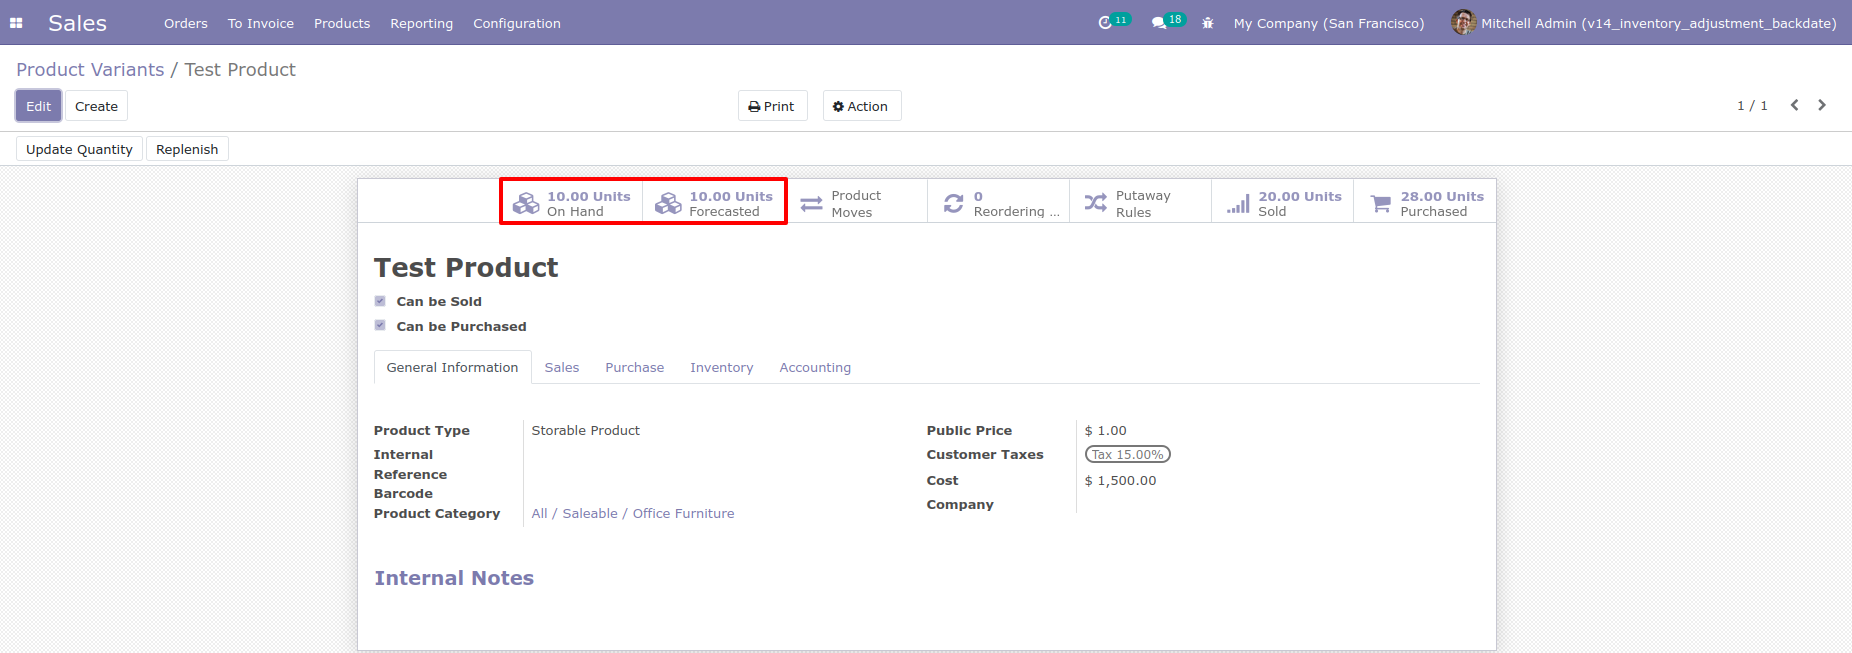 Sales Orders To Invoice Products Reporting Configuration 11 18 My Company (San Francisco) Mitchell Admin (v14_inventory_adjustment_backdate)
Product Variants / Test Product
Edit Create Print Action 1 / 1
Update Quantity Replenish
10.00 Units
On Hand
10.00 Units
Forecasted
Product
Moves
0
Reordering ...
Putaway
Rules
20.00 Units
Sold
28.00 Units
Purchased
Test Product
Can be Sold
Can be Purchased
General Information Sales Purchase Inventory Accounting
Product Type Storable Product
Internal
Reference
Barcode
Product Category All / Saleable / Office Furniture
Public Price $ 1.00
Customer Taxes Tax 15.00%
Cost $ 1,500.00
Company
Internal Notes